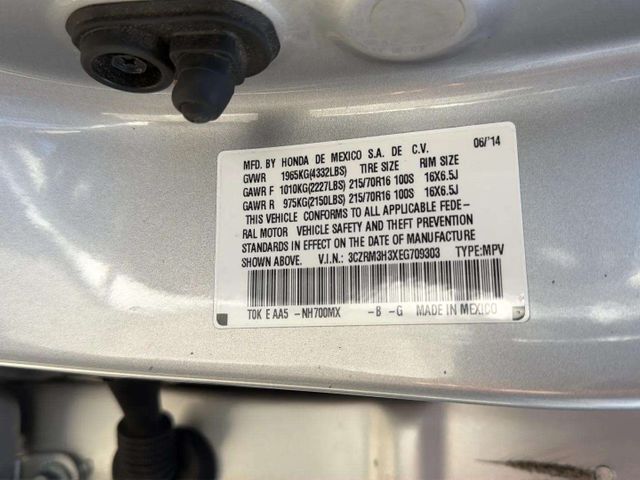 MFD. BY HONDA DE MEXICO S.A. DE C.V. 06/'14
GVWR 1965KG(4332LBS) TIRE SIZE RIM SIZE
GAWR F 1010KG(2227LBS) 215/70R16 100S 16X6.5J
GAWR R 975KG(2150LBS) 215/70R16 100S 16X6.5J
THIS VEHICLE CONFORMS TO ALL APPLICABLE FEDE-
RAL MOTOR VEHICLE SAFETY AND THEFT PREVENTION
STANDARDS IN EFFECT ON THE DATE OF MANUFACTURE
SHOWN ABOVE. V.I.N.: 3CZRM3H3XEG709303 TYPE:MPV
T0K E AA5 -NH700MX -B -G MADE IN MEXICO